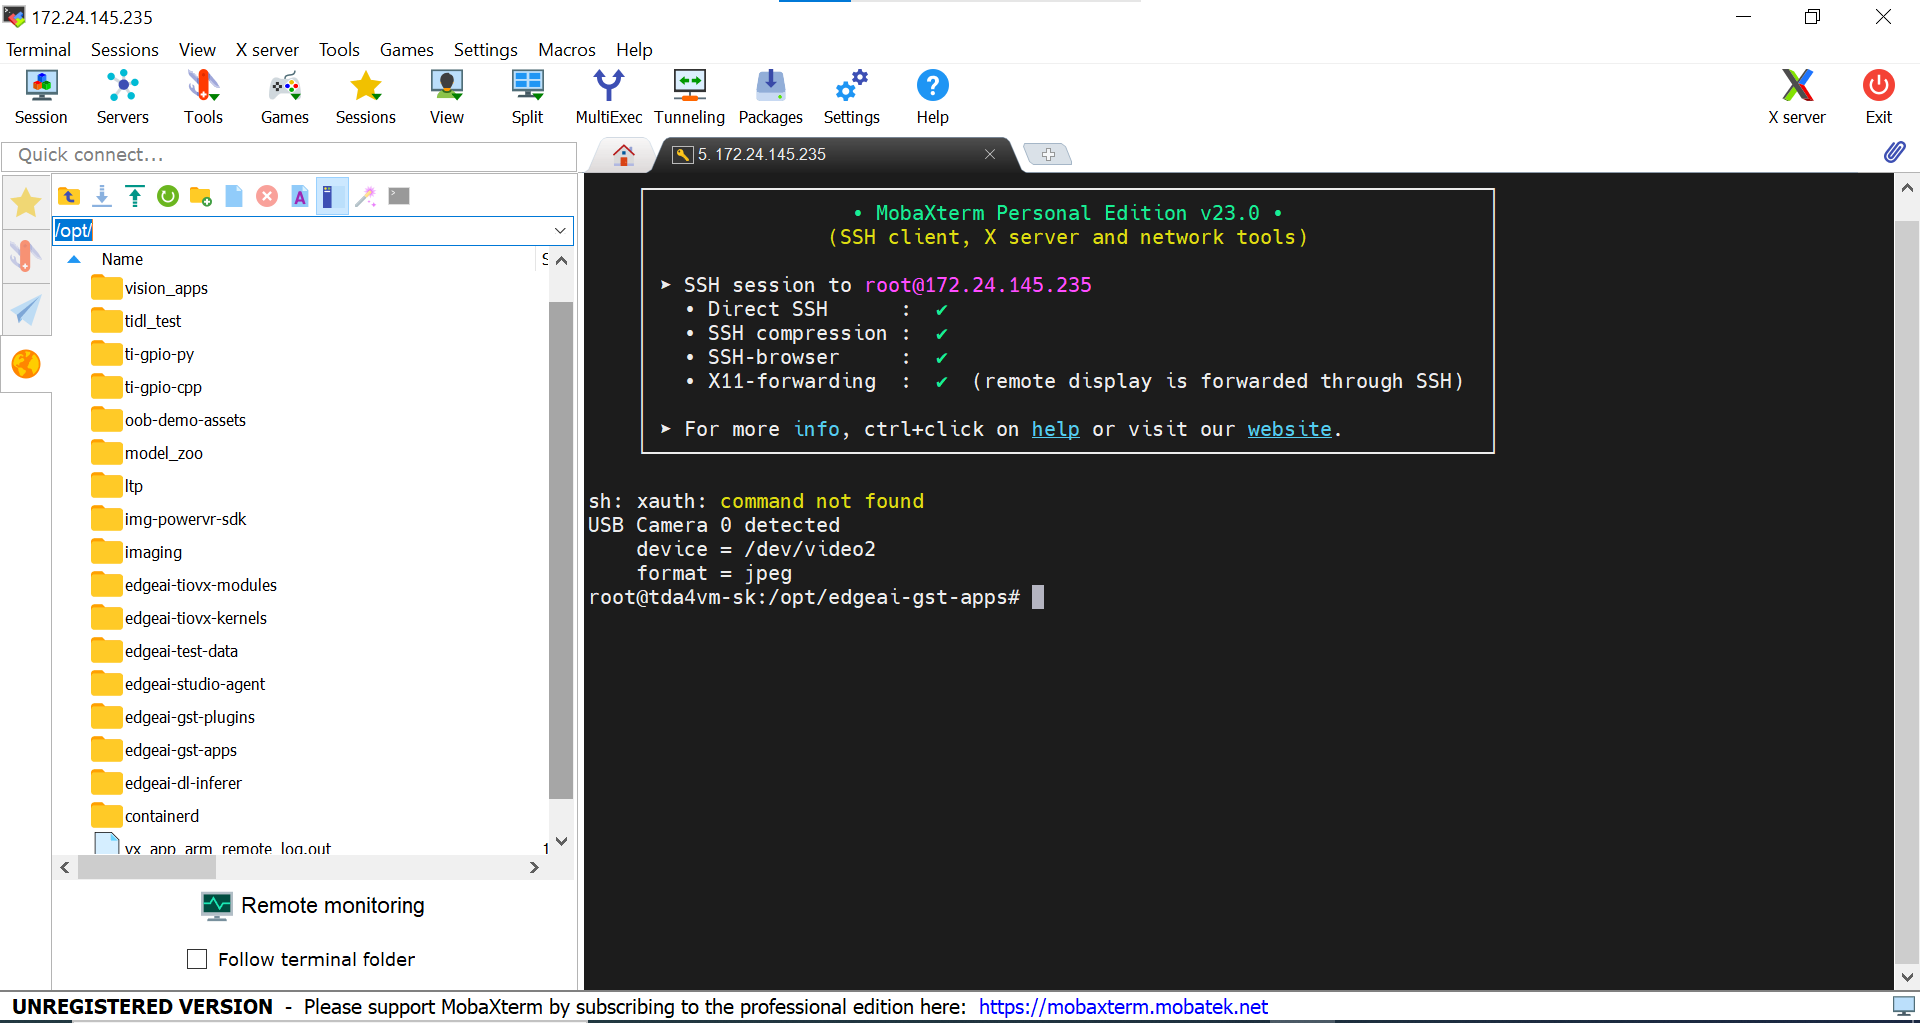 172.24.145.235
Terminal Sessions View X server Tools Games Settings Macros Help
Session Servers Tools Games Sessions View Split MultiExec Tunneling Packages Settings Help X server Exit
Quick connect...
5. 172.24.145.235
/opt/
Name S
vision_apps
tidl_test
ti-gpio-py
ti-gpio-cpp
oob-demo-assets
model_zoo
ltp
img-powervr-sdk
imaging
edgeai-tiovx-modules
edgeai-tiovx-kernels
edgeai-test-data
edgeai-studio-agent
edgeai-gst-plugins
edgeai-gst-apps
edgeai-dl-inferer
containerd
vx_app_arm_remote_log.out 1
Remote monitoring
Follow terminal folder
• MobaXterm Personal Edition v23.0 •
(SSH client, X server and network tools)
➤ SSH session to root@172.24.145.235
• Direct SSH : ✔
• SSH compression : ✔
• SSH-browser : ✔
• X11-forwarding : ✔ (remote display is forwarded through SSH)
➤ For more info, ctrl+click on help or visit our website.
sh: xauth: command not found
USB Camera 0 detected
device = /dev/video2
format = jpeg
root@tda4vm-sk:/opt/edgeai-gst-apps#
UNREGISTERED VERSION - Please support MobaXterm by subscribing to the professional edition here: https://mobaxterm.mobatek.net